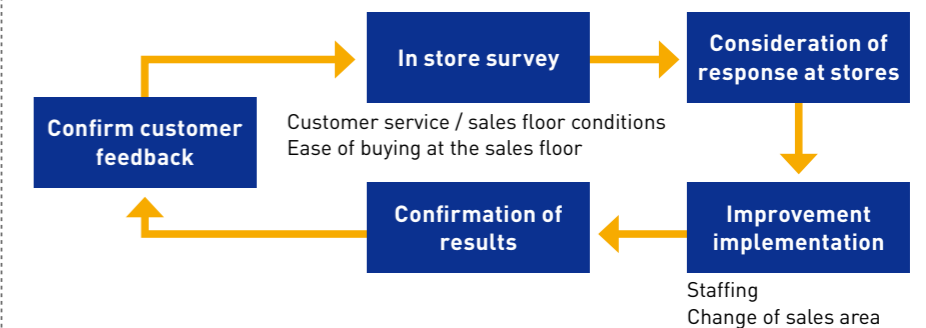 In store survey
Consideration of
response at stores
Confirm customer
feedback
Customer service / sales floor conditions
Ease of buying at the sales floor
Confirmation of
results
Improvement
implementation
Staffing
Change of sales area